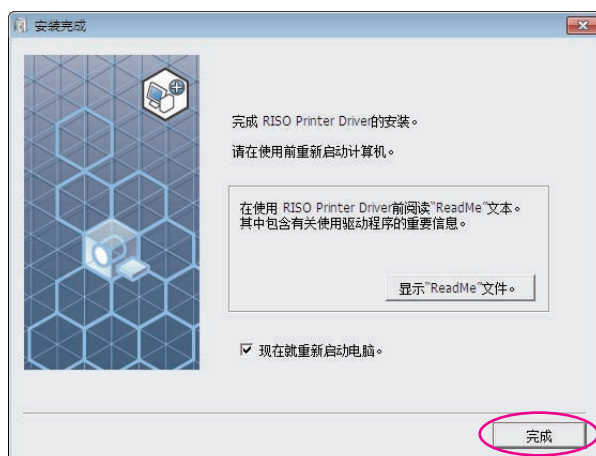 安装完成
完成 RISO Printer Driver的安装。
请在使用前重新启动计算机。
在使用 RISO Printer Driver前阅读"ReadMe"文本。
其中包含有关使用驱动程序的重要信息。
显示"ReadMe"文件。
现在就重新启动电脑。
完成